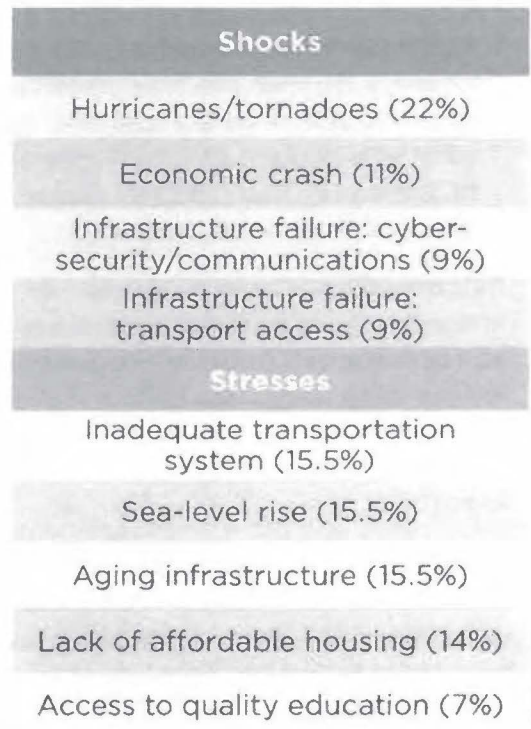 Shocks
Hurricanes/tornadoes (22%)
Economic crash (11%)
Infrastructure failure: cyber-
security/communications (9%)
Infrastructure failure:
transport access (9%)
Stresses
Inadequate transportation
system (15.5%)
Sea-level rise (15.5%)
Aging infrastructure (15.5%)
Lack of affordable housing (14%)
Access to quality education (7%)